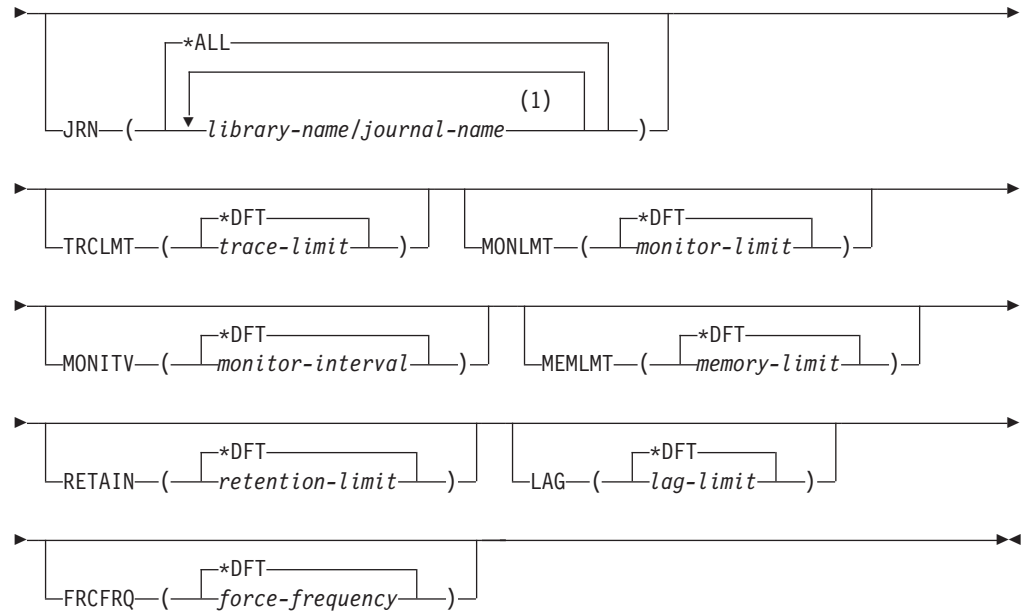 *ALL
(1)
JRN ( library-name/journal-name )
*DFT *DFT
TRCLMT ( trace-limit ) MONLMT ( monitor-limit )
*DFT *DFT
MONITV ( monitor-interval ) MEMLMT ( memory-limit )
*DFT *DFT
RETAIN ( retention-limit ) LAG ( lag-limit )
*DFT
FRCFRQ ( force-frequency )